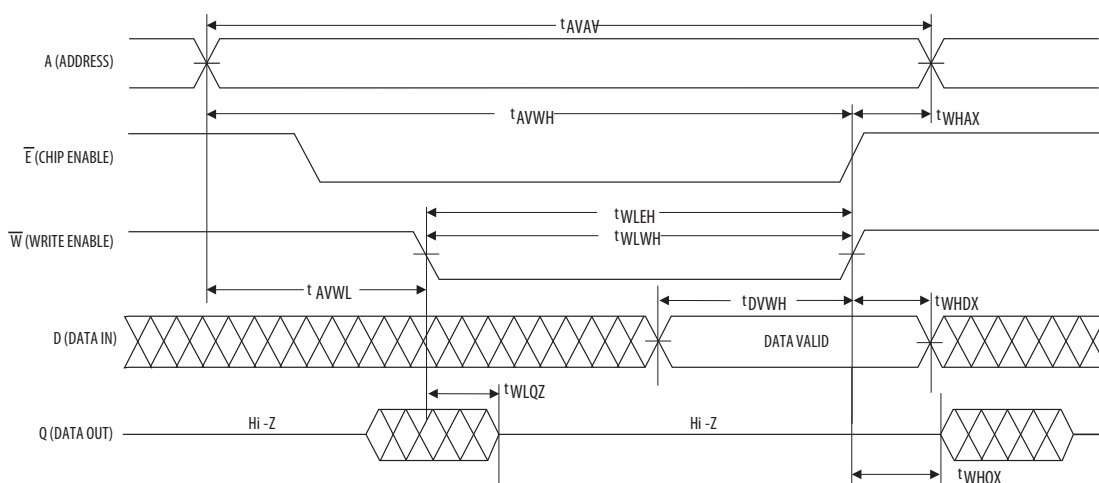 tAVAV
A (ADDRESS)
tAVWH
tWHAX
E (CHIP ENABLE)
tWLEH
tWLWH
W (WRITE ENABLE)
tAVWL
tDVWH
tWHDX
D (DATA IN)
DATA VALID
tWLQZ
Hi -Z
Hi -Z
Q (DATA OUT)
tWHQX